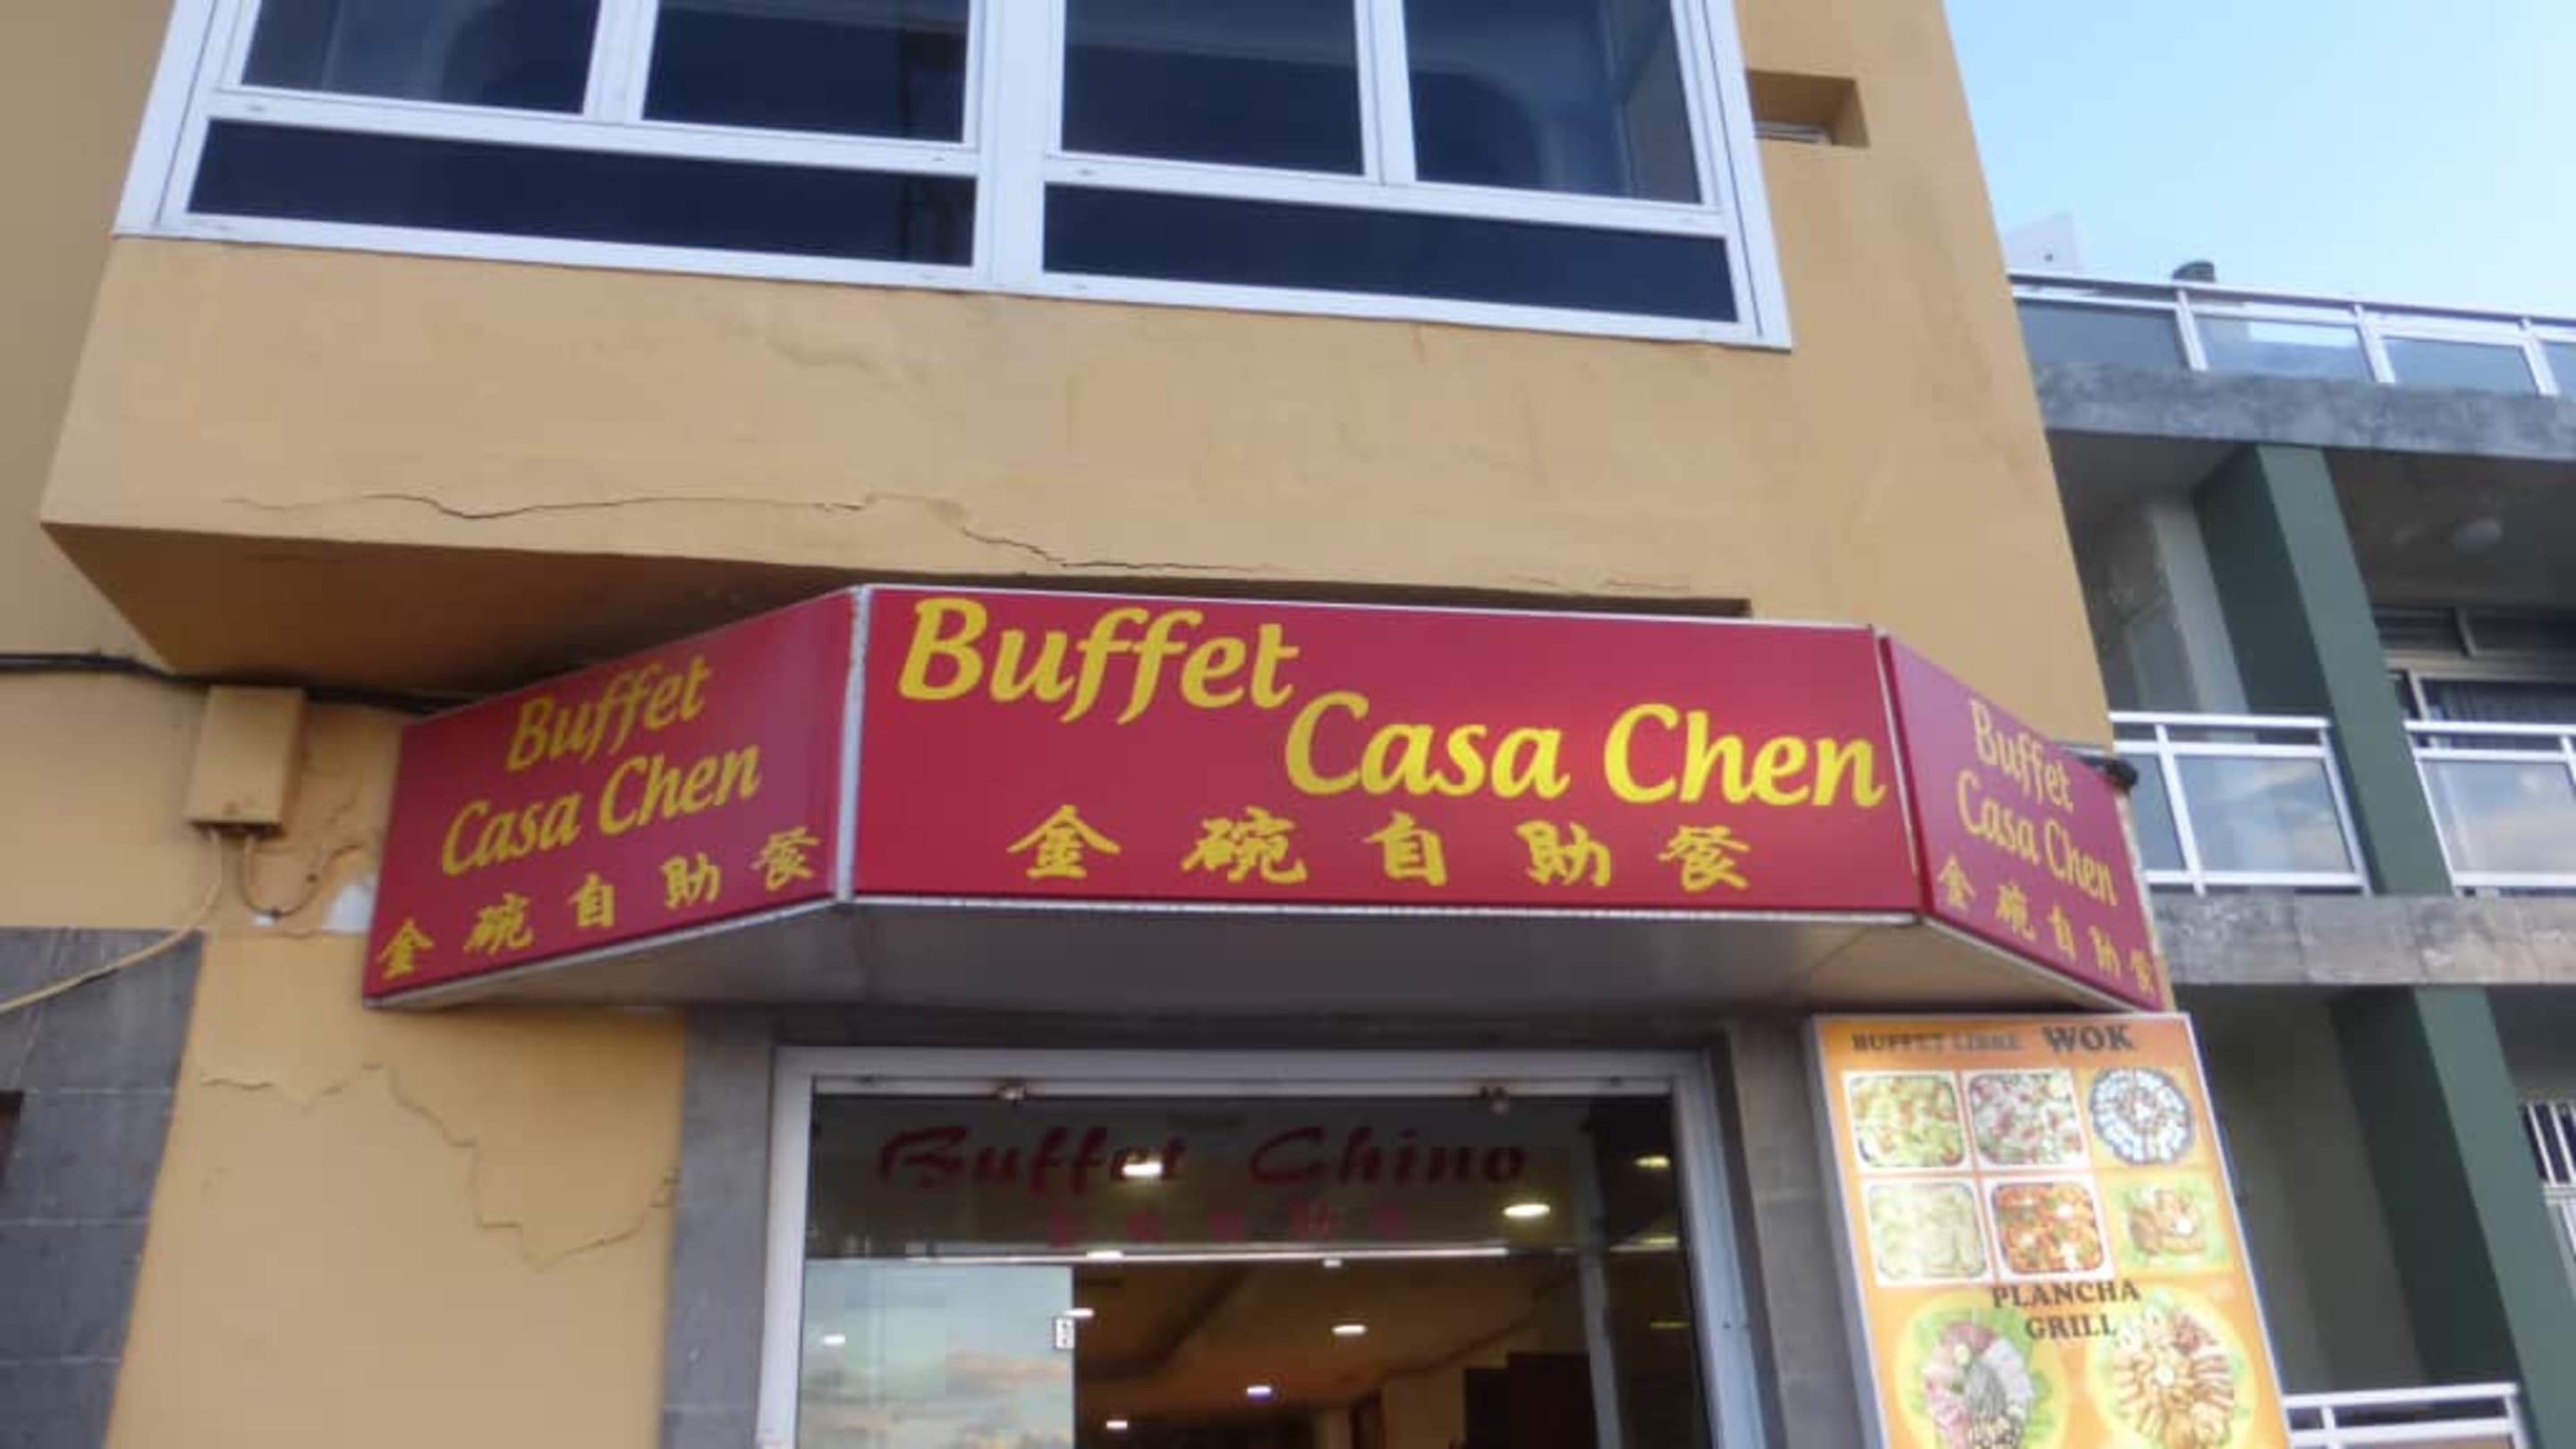 Buffet
Casa Chen
金碗自助餐
Buffet
Casa Chen
金碗自助餐
Buffet
Casa Chen
金碗自助餐
BUFFET LIBRE WOK
PLANCHA
GRILL
Buffet Chino